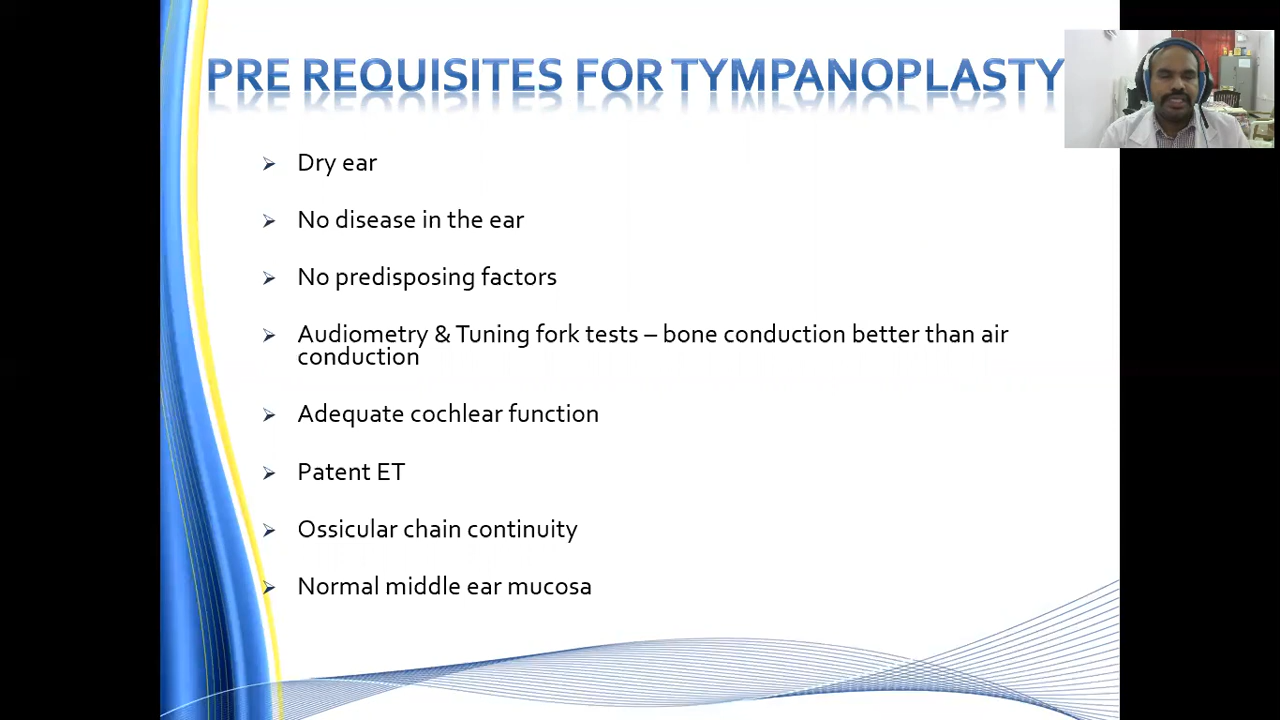 PRE REQUISITES FOR TYMPANOPLASTY
Dry ear
No disease in the ear
No predisposing factors
Audiometry & Tuning fork tests – bone conduction better than air
conduction
Adequate cochlear function
Patent ET
Ossicular chain continuity
Normal middle ear mucosa